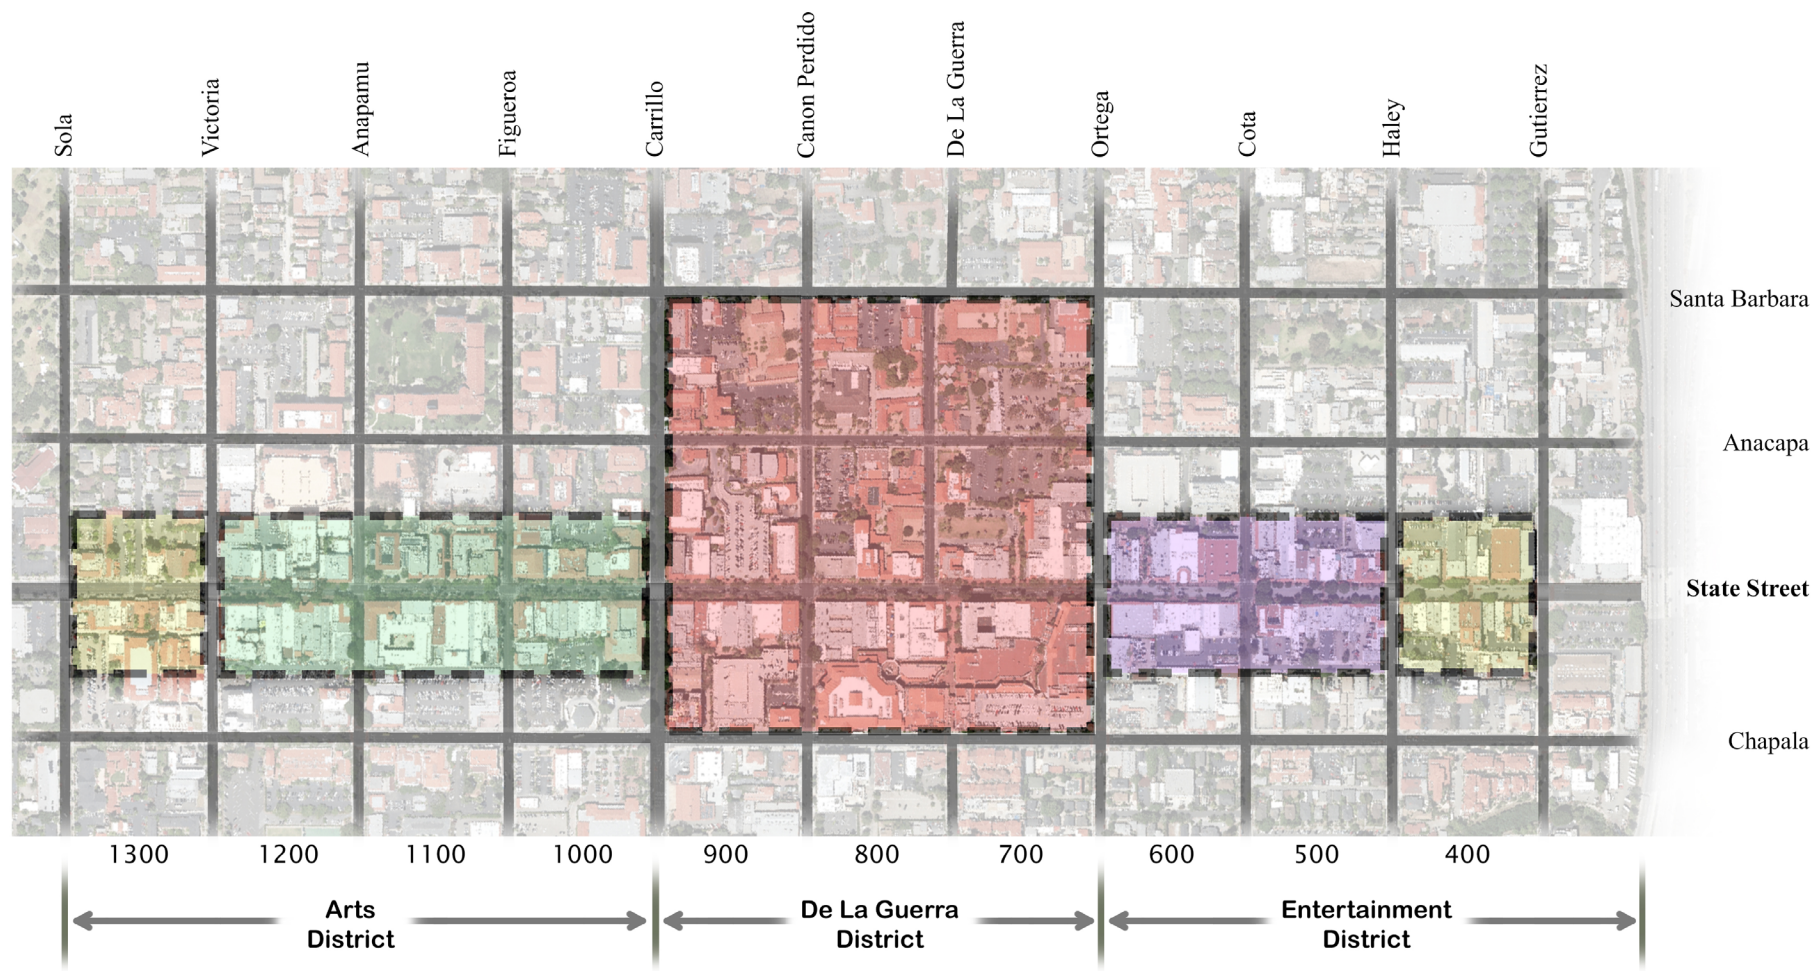 Sola
Victoria
Anapamu
Figueroa
Carrillo
Canon Perdido
De La Guerra
Ortega
Cota
Haley
Gutierrez
Santa Barbara
Anacapa
State Street
Chapala
1300
1200
1100
1000
900
800
700
600
500
400
Arts
District
De La Guerra
District
Entertainment
District